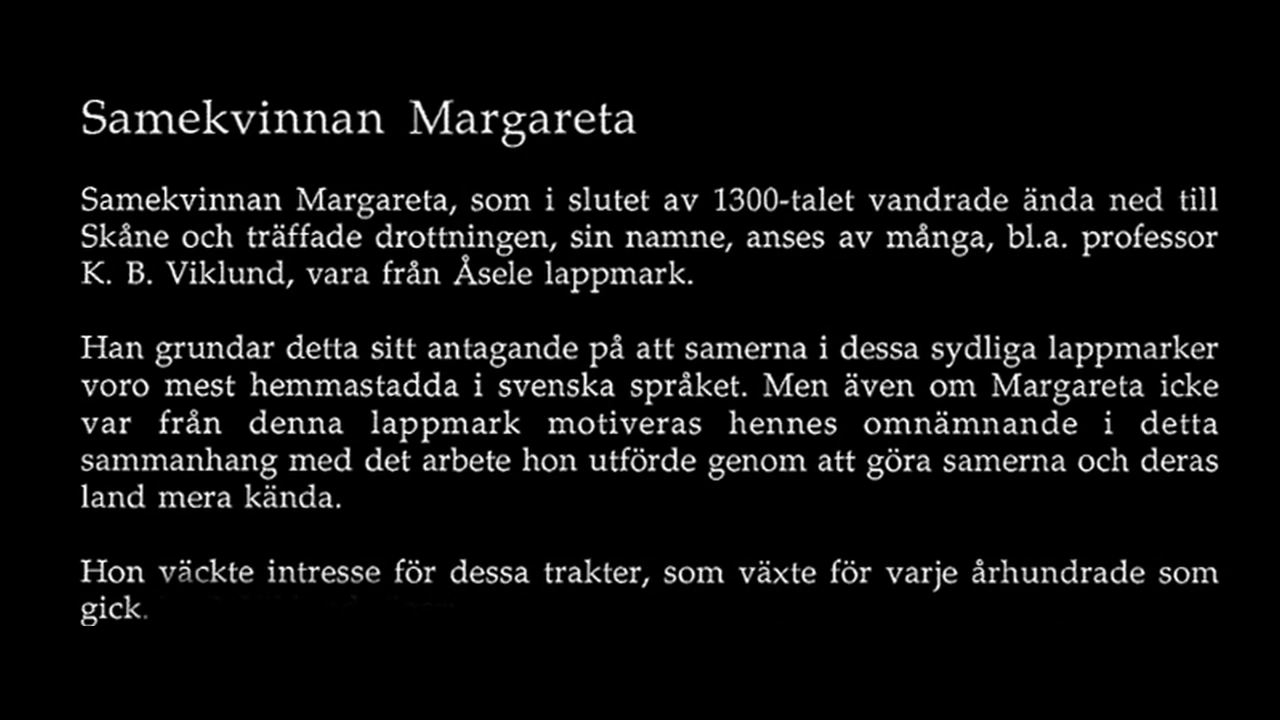 Samekvinnan Margareta
Samekvinnan Margareta, som i slutet av 1300-talet vandrade ända ned till
Skåne och träffade drottningen, sin namne, anses av många, bl.a. professor
K. B. Viklund, vara från Åsele lappmark.
Han grundar detta sitt antagande på att samerna i dessa sydliga lappmarker
voro mest hemmastadda i svenska språket. Men även om Margareta icke
var från denna lappmark motiveras hennes omnämnande i detta
sammanhang med det arbete hon utförde genom att göra samerna och deras
land mera kända.
Hon väckte intresse för dessa trakter, som växte för varje århundrade som
gick.